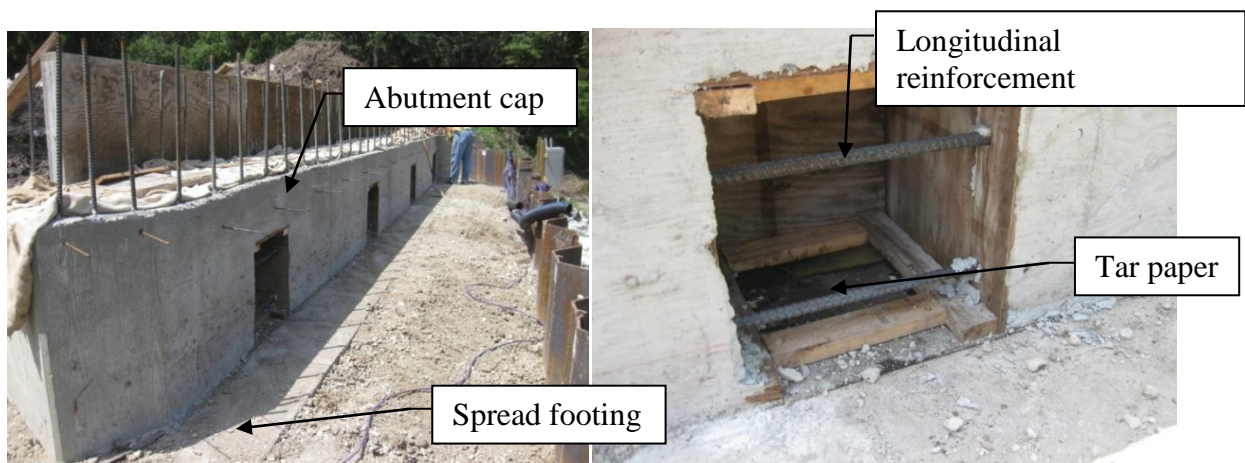 Abutment cap
Spread footing
Longitudinal
reinforcement
Tar paper